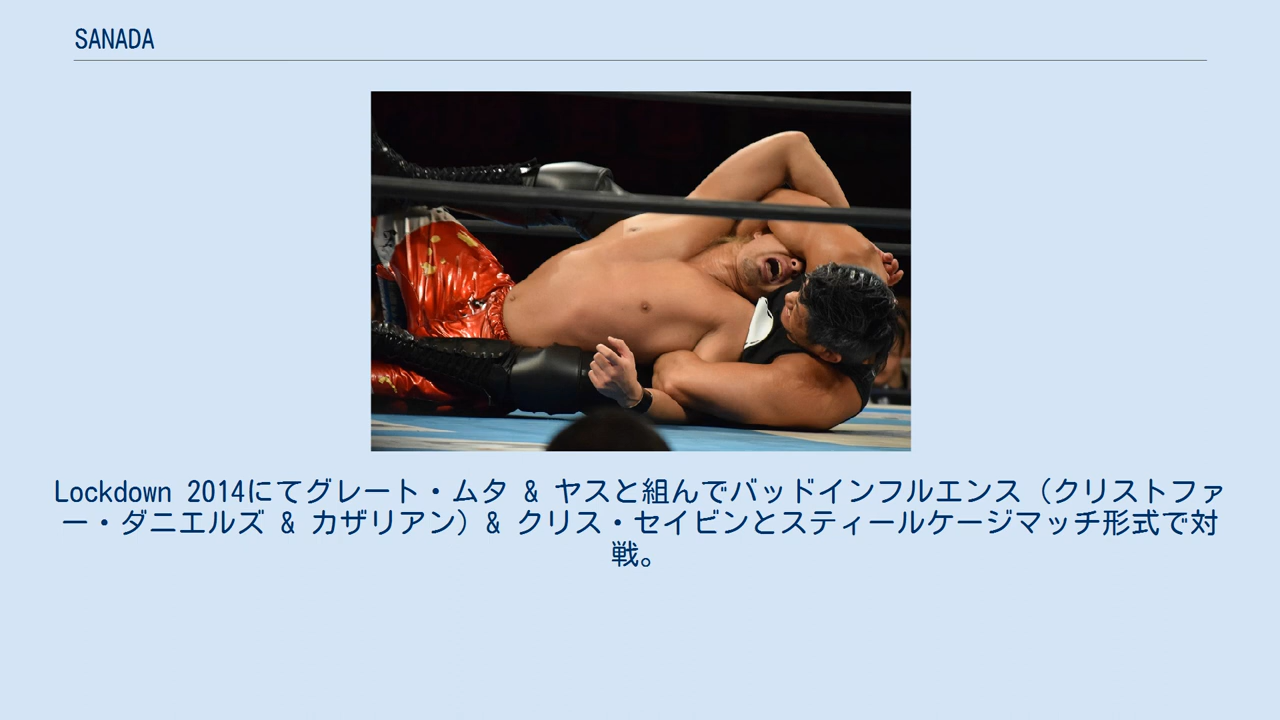 SANADA
Lockdown 2014にてグレート・ムタ & ヤスと組んでバッドインフルエンス（クリストファ
ー・ダニエルズ & カザリアン）& クリス・セイビンとスティールケージマッチ形式で対
戦。